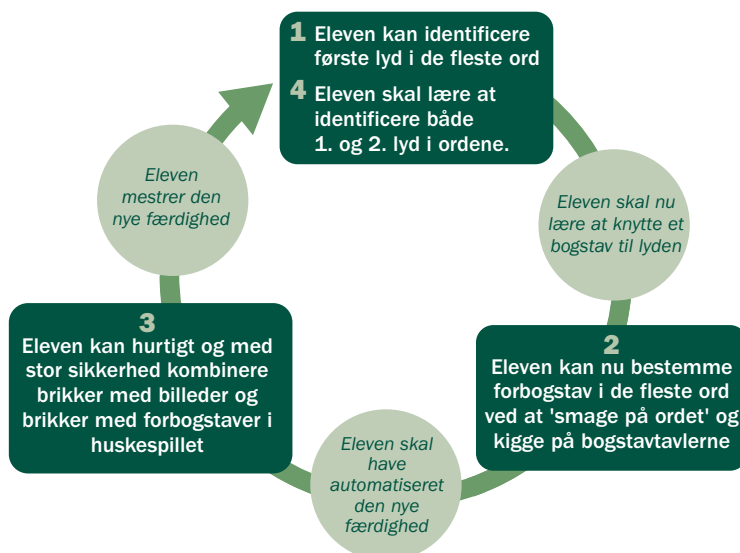 1 Eleven kan identificere
første lyd i de fleste ord
4 Eleven skal lære at
identificere både
1. og 2. lyd i ordene.
Eleven skal nu
lære at knytte et
bogstav til lyden
2
Eleven kan nu bestemme
forbogstav i de fleste ord
ved at 'smage på ordet' og
kigge på bogstavtavlerne
Eleven skal
have
automatiseret
den nye
færdighed
3
Eleven kan hurtigt og med
stor sikkerhed kombinere
brikker med billeder og
brikker med forbogstaver i
huskespillet
Eleven
mestrer den
nye færdighed